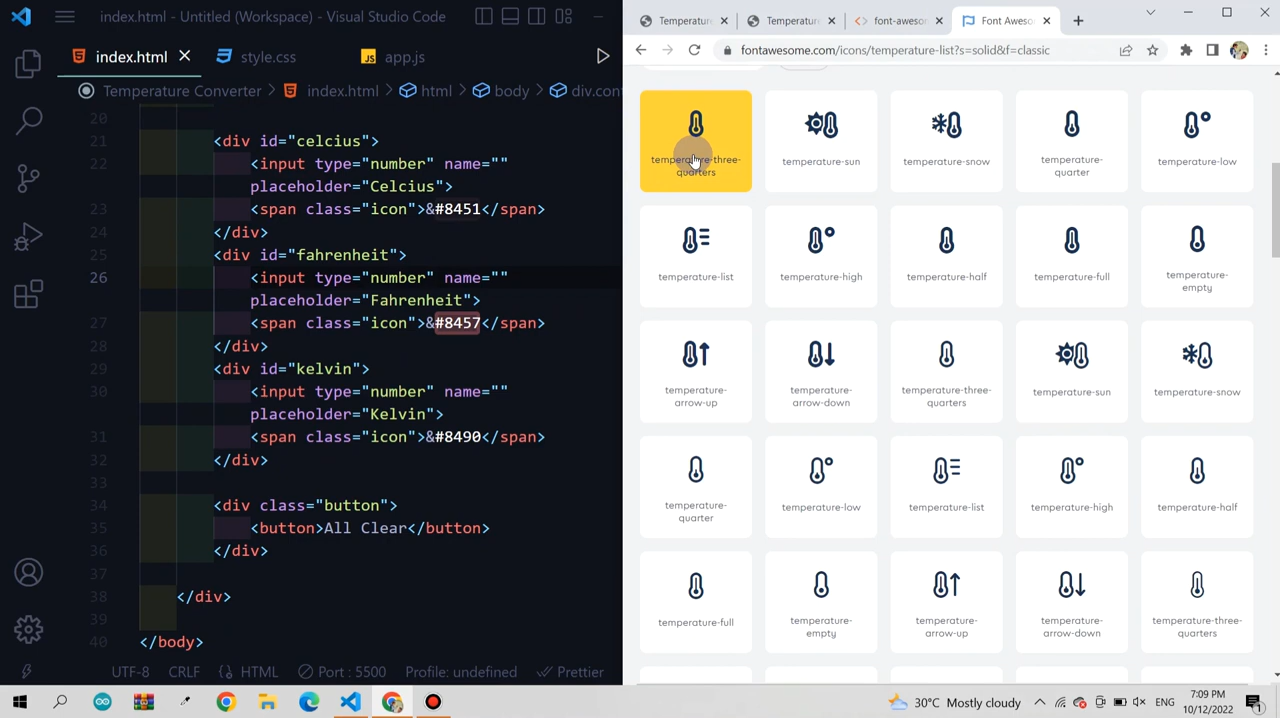 index.html - Untitled (Workspace) - Visual Studio Code
index.html
style.css
app.js
Temperature Converter > index.html > html > body > div.con
20
21 <div id="celcius">
22 <input type="number" name=""
placeholder="Celcius">
23 <span class="icon">&#8451</span>
24 </div>
25 <div id="fahrenheit">
26 <input type="number" name=""
placeholder="Fahrenheit">
27 <span class="icon">&#8457</span>
28 </div>
29 <div id="kelvin">
30 <input type="number" name=""
placeholder="Kelvin">
31 <span class="icon">&#8490</span>
32 </div>
33
34 <div class="button">
35 <button>All Clear</button>
36 </div>
37
38 </div>
39
40 </body>
UTF-8 CRLF {} HTML Port : 5500 Profile: undefined Prettier
Temperature
Temperature
font-awesom
Font Aweso
fontawesome.com/icons/temperature-list?s=solid&f=classic
temperature-three-
quarters
temperature-sun
temperature-snow
temperature-
quarter
temperature-low
temperature-list
temperature-high
temperature-half
temperature-full
temperature-
empty
temperature-
arrow-up
temperature-
arrow-down
temperature-three-
quarters
temperature-sun
temperature-snow
temperature-
quarter
temperature-low
temperature-list
temperature-high
temperature-half
temperature-full
temperature-
empty
temperature-
arrow-up
temperature-
arrow-down
temperature-three-
quarters
30°C Mostly cloudy
ENG
7:09 PM
10/12/2022